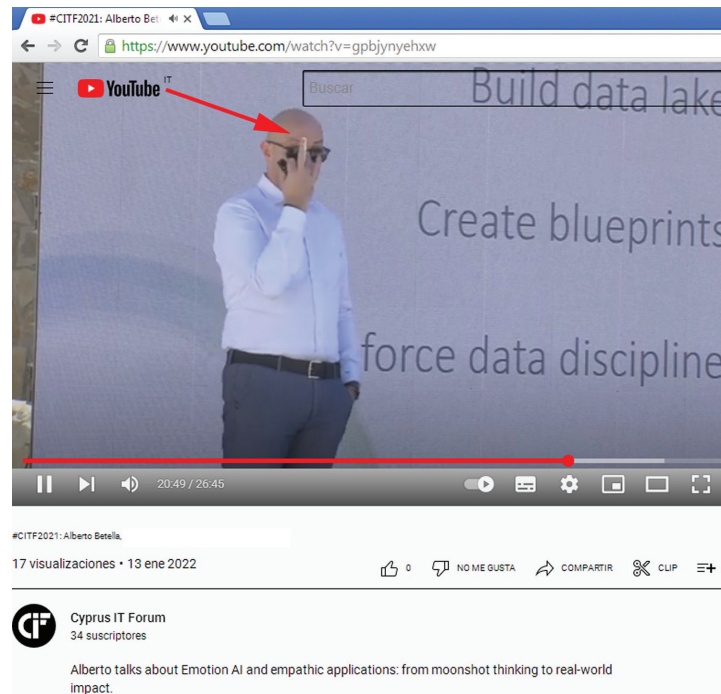 #CITF2021: Alberto Bet
https://www.youtube.com/watch?v=gpbjynyehxw
YouTube IT
Buscar
Build data lake
Create blueprints
force data discipline
20:49 / 26:45
#CITF2021: Alberto Betella,
17 visualizaciones • 13 ene 2022
0 NO ME GUSTA COMPARTIR CLIP
CIF
Cyprus IT Forum
34 suscriptores
Alberto talks about Emotion AI and empathic applications: from moonshot thinking to real-world
impact.